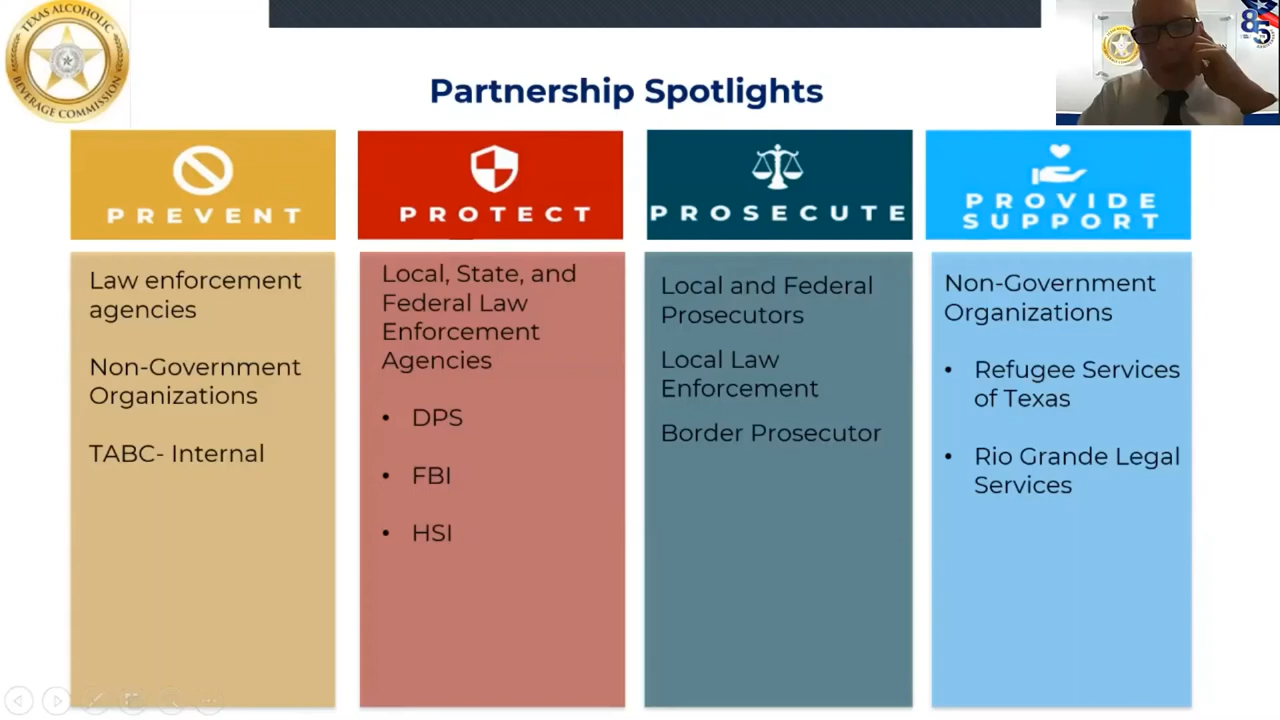 TEXAS ALCOHOLIC
BEVERAGE COMMISSION
85
Partnership Spotlights
PREVENT
Law enforcement
agencies
Non-Government
Organizations
TABC- Internal
PROTECT
Local, State, and
Federal Law
Enforcement
Agencies
• DPS
• FBI
• HSI
PROSECUTE
Local and Federal
Prosecutors
Local Law
Enforcement
Border Prosecutor
PROVIDE
SUPPORT
Non-Government
Organizations
• Refugee Services
of Texas
• Rio Grande Legal
Services